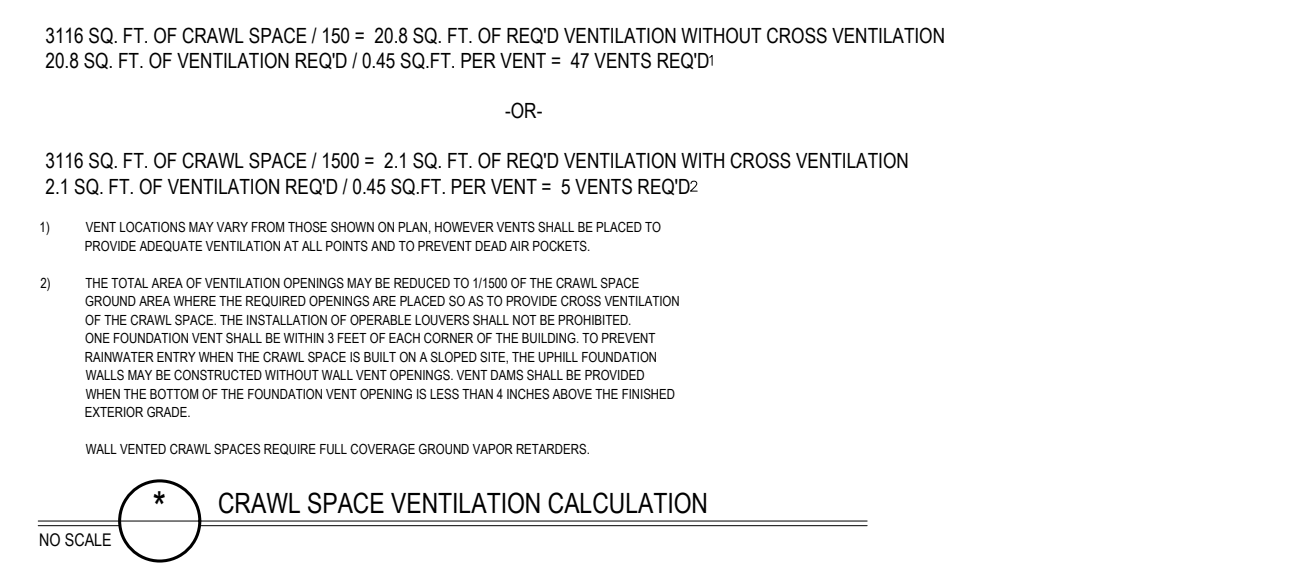 3116 SQ. FT. OF CRAWL SPACE / 150 = 20.8 SQ. FT. OF REQ'D VENTILATION WITHOUT CROSS VENTILATION
20.8 SQ. FT. OF VENTILATION REQ'D / 0.45 SQ.FT. PER VENT = 47 VENTS REQ'D1
-OR-
3116 SQ. FT. OF CRAWL SPACE / 1500 = 2.1 SQ. FT. OF REQ'D VENTILATION WITH CROSS VENTILATION
2.1 SQ. FT. OF VENTILATION REQ'D / 0.45 SQ.FT. PER VENT = 5 VENTS REQ'D2
1) VENT LOCATIONS MAY VARY FROM THOSE SHOWN ON PLAN, HOWEVER VENTS SHALL BE PLACED TO
PROVIDE ADEQUATE VENTILATION AT ALL POINTS AND TO PREVENT DEAD AIR POCKETS.
2) THE TOTAL AREA OF VENTILATION OPENINGS MAY BE REDUCED TO 1/1500 OF THE CRAWL SPACE
GROUND AREA WHERE THE REQUIRED OPENINGS ARE PLACED SO AS TO PROVIDE CROSS VENTILATION
OF THE CRAWL SPACE. THE INSTALLATION OF OPERABLE LOUVERS SHALL NOT BE PROHIBITED.
ONE FOUNDATION VENT SHALL BE WITHIN 3 FEET OF EACH CORNER OF THE BUILDING. TO PREVENT
RAINWATER ENTRY WHEN THE CRAWL SPACE IS BUILT ON A SLOPED SITE, THE UPHILL FOUNDATION
WALLS MAY BE CONSTRUCTED WITHOUT WALL VENT OPENINGS. VENT DAMS SHALL BE PROVIDED
WHEN THE BOTTOM OF THE FOUNDATION VENT OPENING IS LESS THAN 4 INCHES ABOVE THE FINISHED
EXTERIOR GRADE.
WALL VENTED CRAWL SPACES REQUIRE FULL COVERAGE GROUND VAPOR RETARDERS.
* CRAWL SPACE VENTILATION CALCULATION
NO SCALE